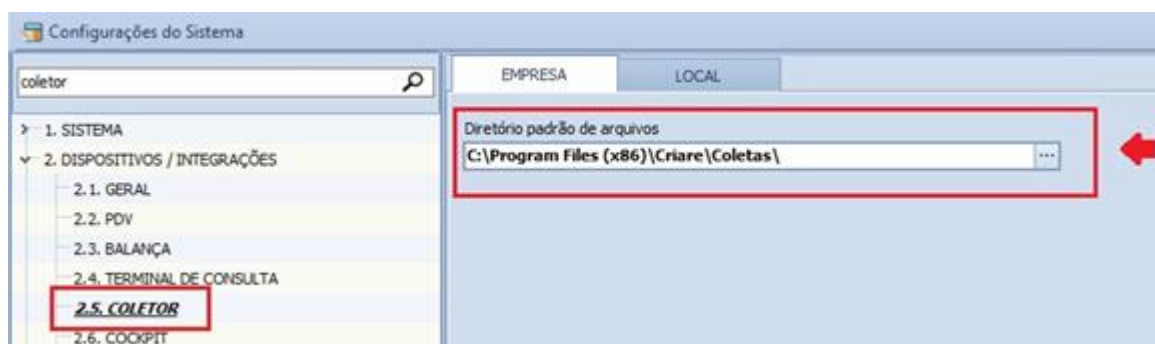 Configurações do Sistema
coletor
EMPRESA LOCAL
1. SISTEMA
2. DISPOSITIVOS / INTEGRAÇÕES
2.1. GERAL
2.2. PDV
2.3. BALANÇA
2.4. TERMINAL DE CONSULTA
2.5. COLETOR
2.6. COCKPIT
Diretório padrão de arquivos
C:\Program Files (x86)\Criare\Coletas\ ...